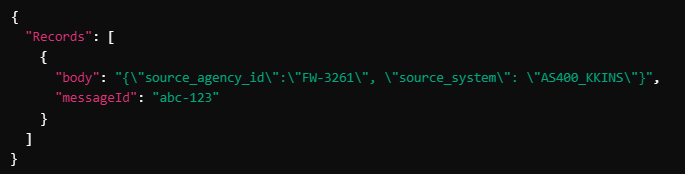 {
  "Records": [
    {
      "body": "{\"source_agency_id\":\"FW-3261\", \"source_system\": \"AS400_KKINS\"}",
      "messageId": "abc-123"
    }
  ]
}